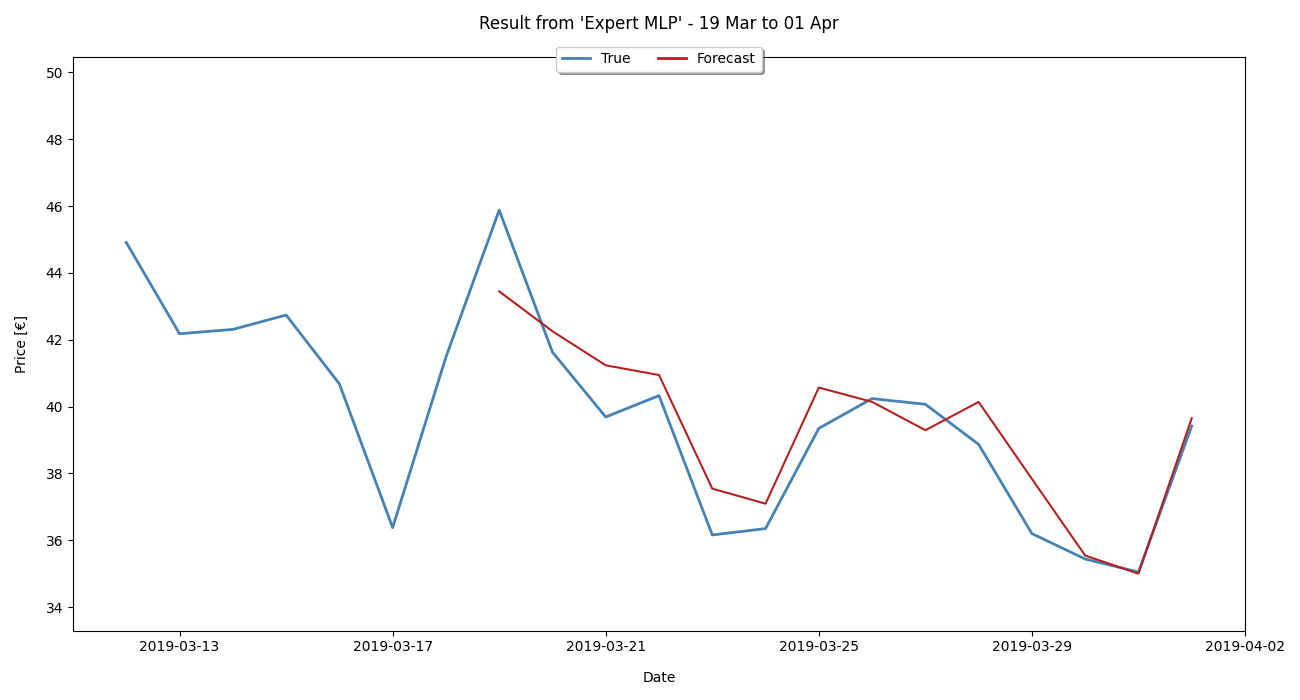 Result from 'Expert MLP' - 19 Mar to 01 Apr
True Forecast
50
48
46
44
42
40
38
36
34
Price [€]
2019-03-13 2019-03-17 2019-03-21 2019-03-25 2019-03-29 2019-04-02
Date